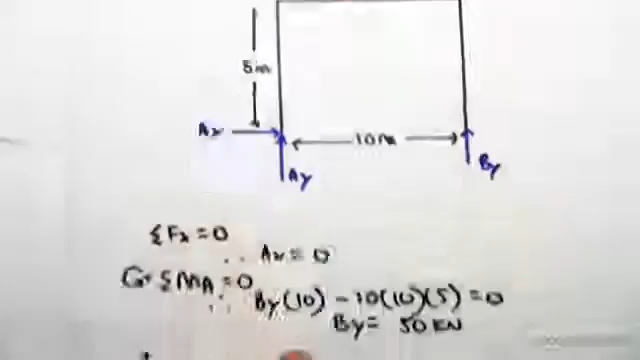 5m
Ax
10m
Ay
By
ΣFx = 0
∴ Ax = 0
ΣMA = 0
∴ By(10) - 10(10)(5) = 0
By = 50 KN